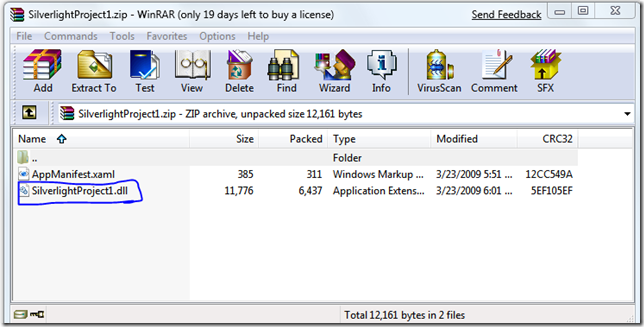 SilverlightProject1.zip - WinRAR (only 19 days left to buy a license) Send Feedback
File Commands Tools Favorites Options Help
Add Extract To Test View Delete Find Wizard Info VirusScan Comment SFX
SilverlightProject1.zip - ZIP archive, unpacked size 12,161 bytes
Name Size Packed Type Modified CRC32
.. Folder
AppManifest.xaml 385 311 Windows Markup ... 3/23/2009 5:51 ... 12CC549A
SilverlightProject1.dll 11,776 6,437 Application Extens... 3/23/2009 6:01 ... 5EF105EF
Total 12,161 bytes in 2 files